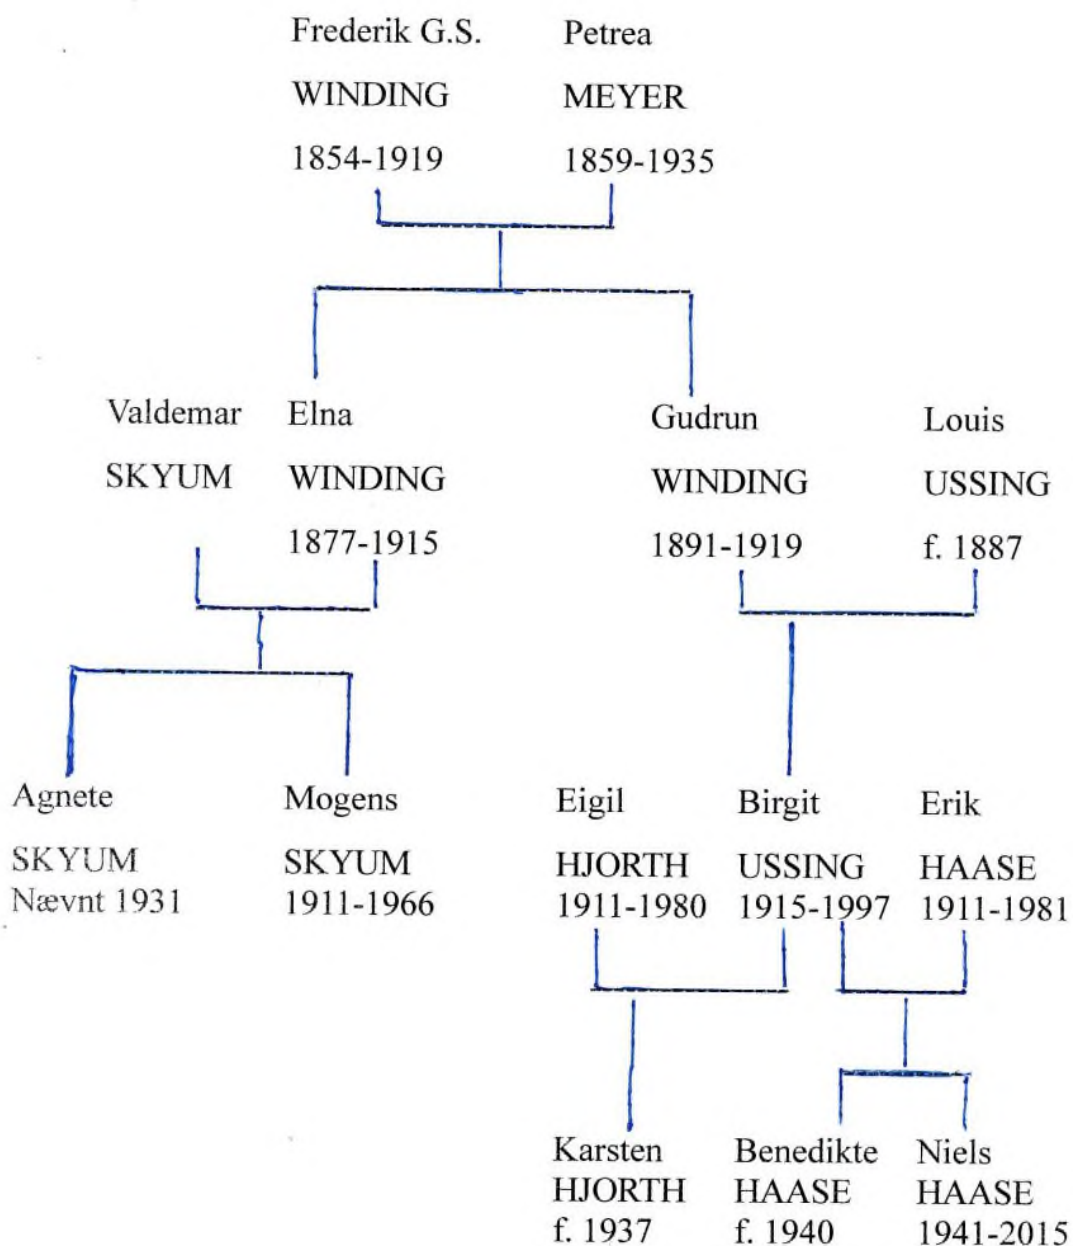 Frederik G.S.
WINDING
1854-1919
Petrea
MEYER
1859-1935
Valdemar
SKYUM
Elna
WINDING
1877-1915
Gudrun
WINDING
1891-1919
Louis
USSING
f. 1887
Agnete
SKYUM
Nævnt 1931
Mogens
SKYUM
1911-1966
Eigil
HJORTH
1911-1980
Birgit
USSING
1915-1997
Erik
HAASE
1911-1981
Karsten
HJORTH
f. 1937
Benedikte
HAASE
f. 1940
Niels
HAASE
1941-2015